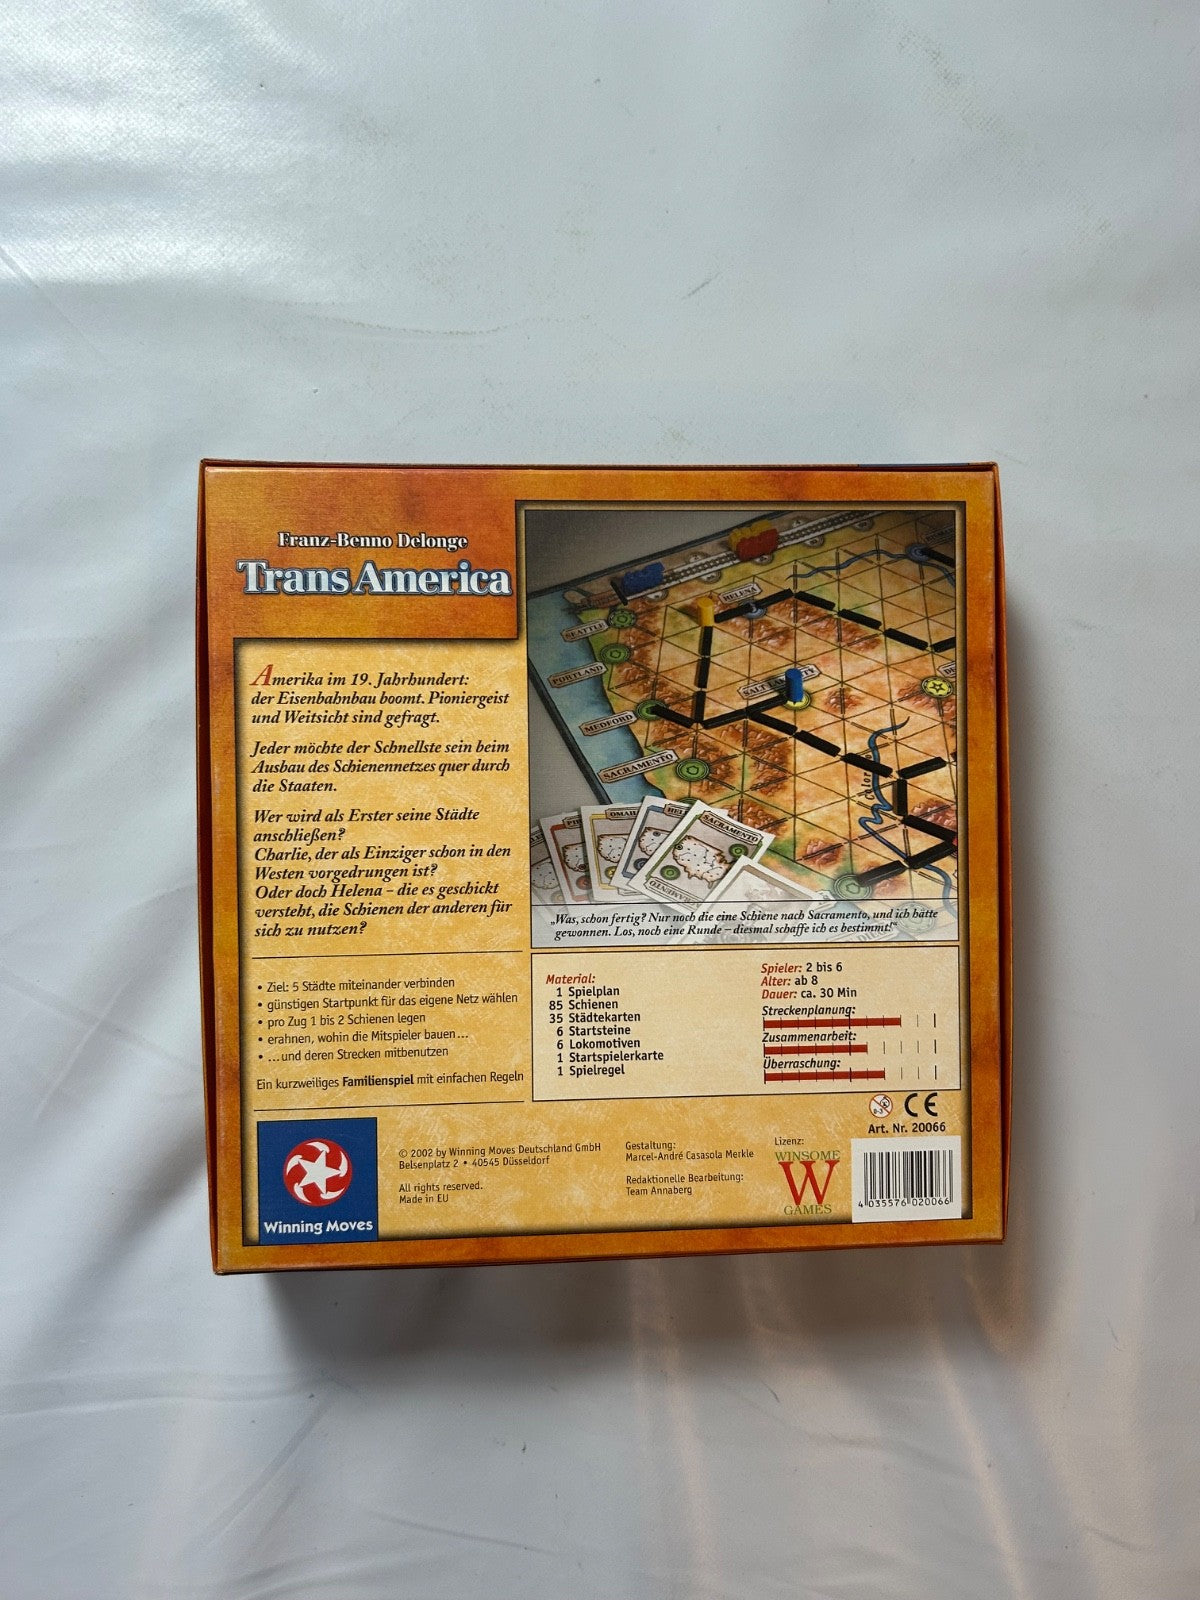 Franz-Benno Delonge
Trans America
Amerika im 19. Jahrhundert:
der Eisenbahnbau boomt. Pioniergeist
und Weitsicht sind gefragt.
Jeder möchte der Schnellste sein beim
Ausbau des Schienennetzes quer durch
die Staaten.
Wer wird als Erster seine Städte
anschließen?
Charlie, der als Einziger schon in den
Westen vorgedrungen ist?
Oder doch Helena – die es geschickt
versteht, die Schienen der anderen für
sich zu nutzen?
• Ziel: 5 Städte miteinander verbinden
• günstigen Startpunkt für das eigene Netz wählen
• pro Zug 1 bis 2 Schienen legen
• erahnen, wohin die Mitspieler bauen...
• ...und deren Strecken mitbenutzen
Ein kurzweiliges Familienspiel mit einfachen Regeln
HELENA
SEATTLE
PORTLAND
MEDFORD
SACRAMENTO
SALT
SACRAMENTO
„Was, schon fertig? Nur noch die eine Schiene nach Sacramento, und ich hätte
gewonnen. Los, noch eine Runde – diesmal schaffe ich es bestimmt!“
Material:
1 Spielplan
85 Schienen
35 Städtekarten
6 Startsteine
6 Lokomotiven
1 Startspielerkarte
1 Spielregel
Spieler: 2 bis 6
Alter: ab 8
Dauer: ca. 30 Min
Streckenplanung:
Zusammenarbeit:
Überraschung:
0-3
CE
Art. Nr. 20066
Winning Moves
© 2002 by Winning Moves Deutschland GmbH
Belsenplatz 2 • 40545 Düsseldorf
All rights reserved.
Made in EU
Gestaltung:
Marcel-André Casasola Merkle
Redaktionelle Bearbeitung:
Team Annaberg
Lizenz:
WINSOME
W
GAMES
4 035576 020066